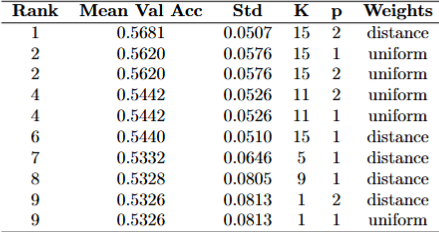 Rank Mean Val Acc Std K p Weights
1 0.5681 0.0507 15 2 distance
2 0.5620 0.0576 15 1 uniform
2 0.5620 0.0576 15 2 uniform
4 0.5442 0.0526 11 2 uniform
4 0.5442 0.0526 11 1 uniform
6 0.5440 0.0510 15 1 distance
7 0.5332 0.0646 5 1 distance
8 0.5328 0.0805 9 1 distance
9 0.5326 0.0813 1 2 distance
9 0.5326 0.0813 1 1 uniform